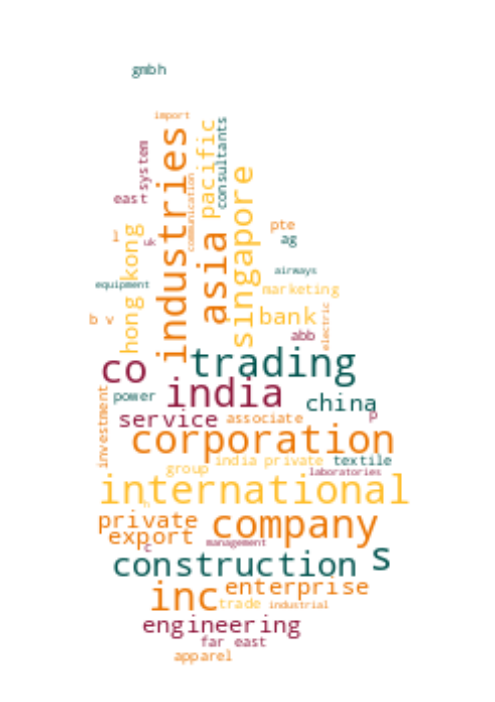 gmbh
import
industries
pacific
consultants
system
communication
east
singapore
hong kong
asia
pte
l
uk
ag
airways
equipment
marketing
b v
bank
electric
abb
trading
co
india
power
china
investment
service
associate
p
corporation
group
india private
textile
laboratories
international
h
private
company
export
c
management
construction
s
inc
enterprise
trade
industrial
engineering
far east
apparel